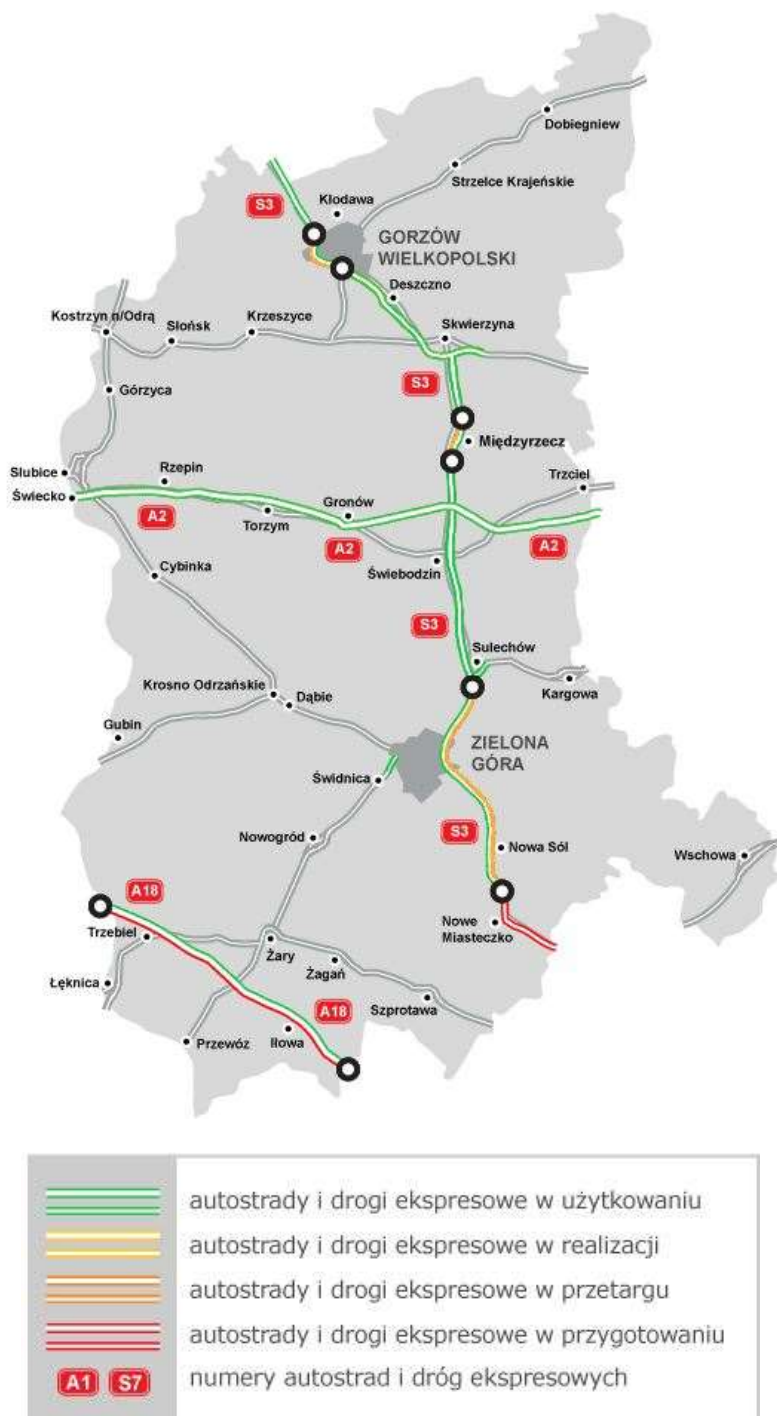 Dobiegniew
Strzelce Krajeńskie
Kłodawa
S3
GORZÓW
WIELKOPOLSKI
Deszczno
Kostrzyn n/Odrą
Słońsk
Krzeszyce
Skwierzyna
S3
Górzyca
Międzyrzecz
Slubice
Rzepin
Trzciel
Świecko
Gronów
A2
Torzym
A2
A2
Świebodzin
Cybinka
S3
Sulechów
Krosno Odrzańskie
Dąbie
Kargowa
Gubin
ZIELONA
GÓRA
Świdnica
Nowogród
S3
Nowa Sól
Wschowa
A18
Trzebiel
Nowe
Miasteczko
Żary
Żagań
Łęknica
Szprotawa
A18
Przewóz
Iłowa
autostrady i drogi ekspresowe w użytkowaniu
autostrady i drogi ekspresowe w realizacji
autostrady i drogi ekspresowe w przetargu
autostrady i drogi ekspresowe w przygotowaniu
A1 S7 numery autostrad i dróg ekspresowych